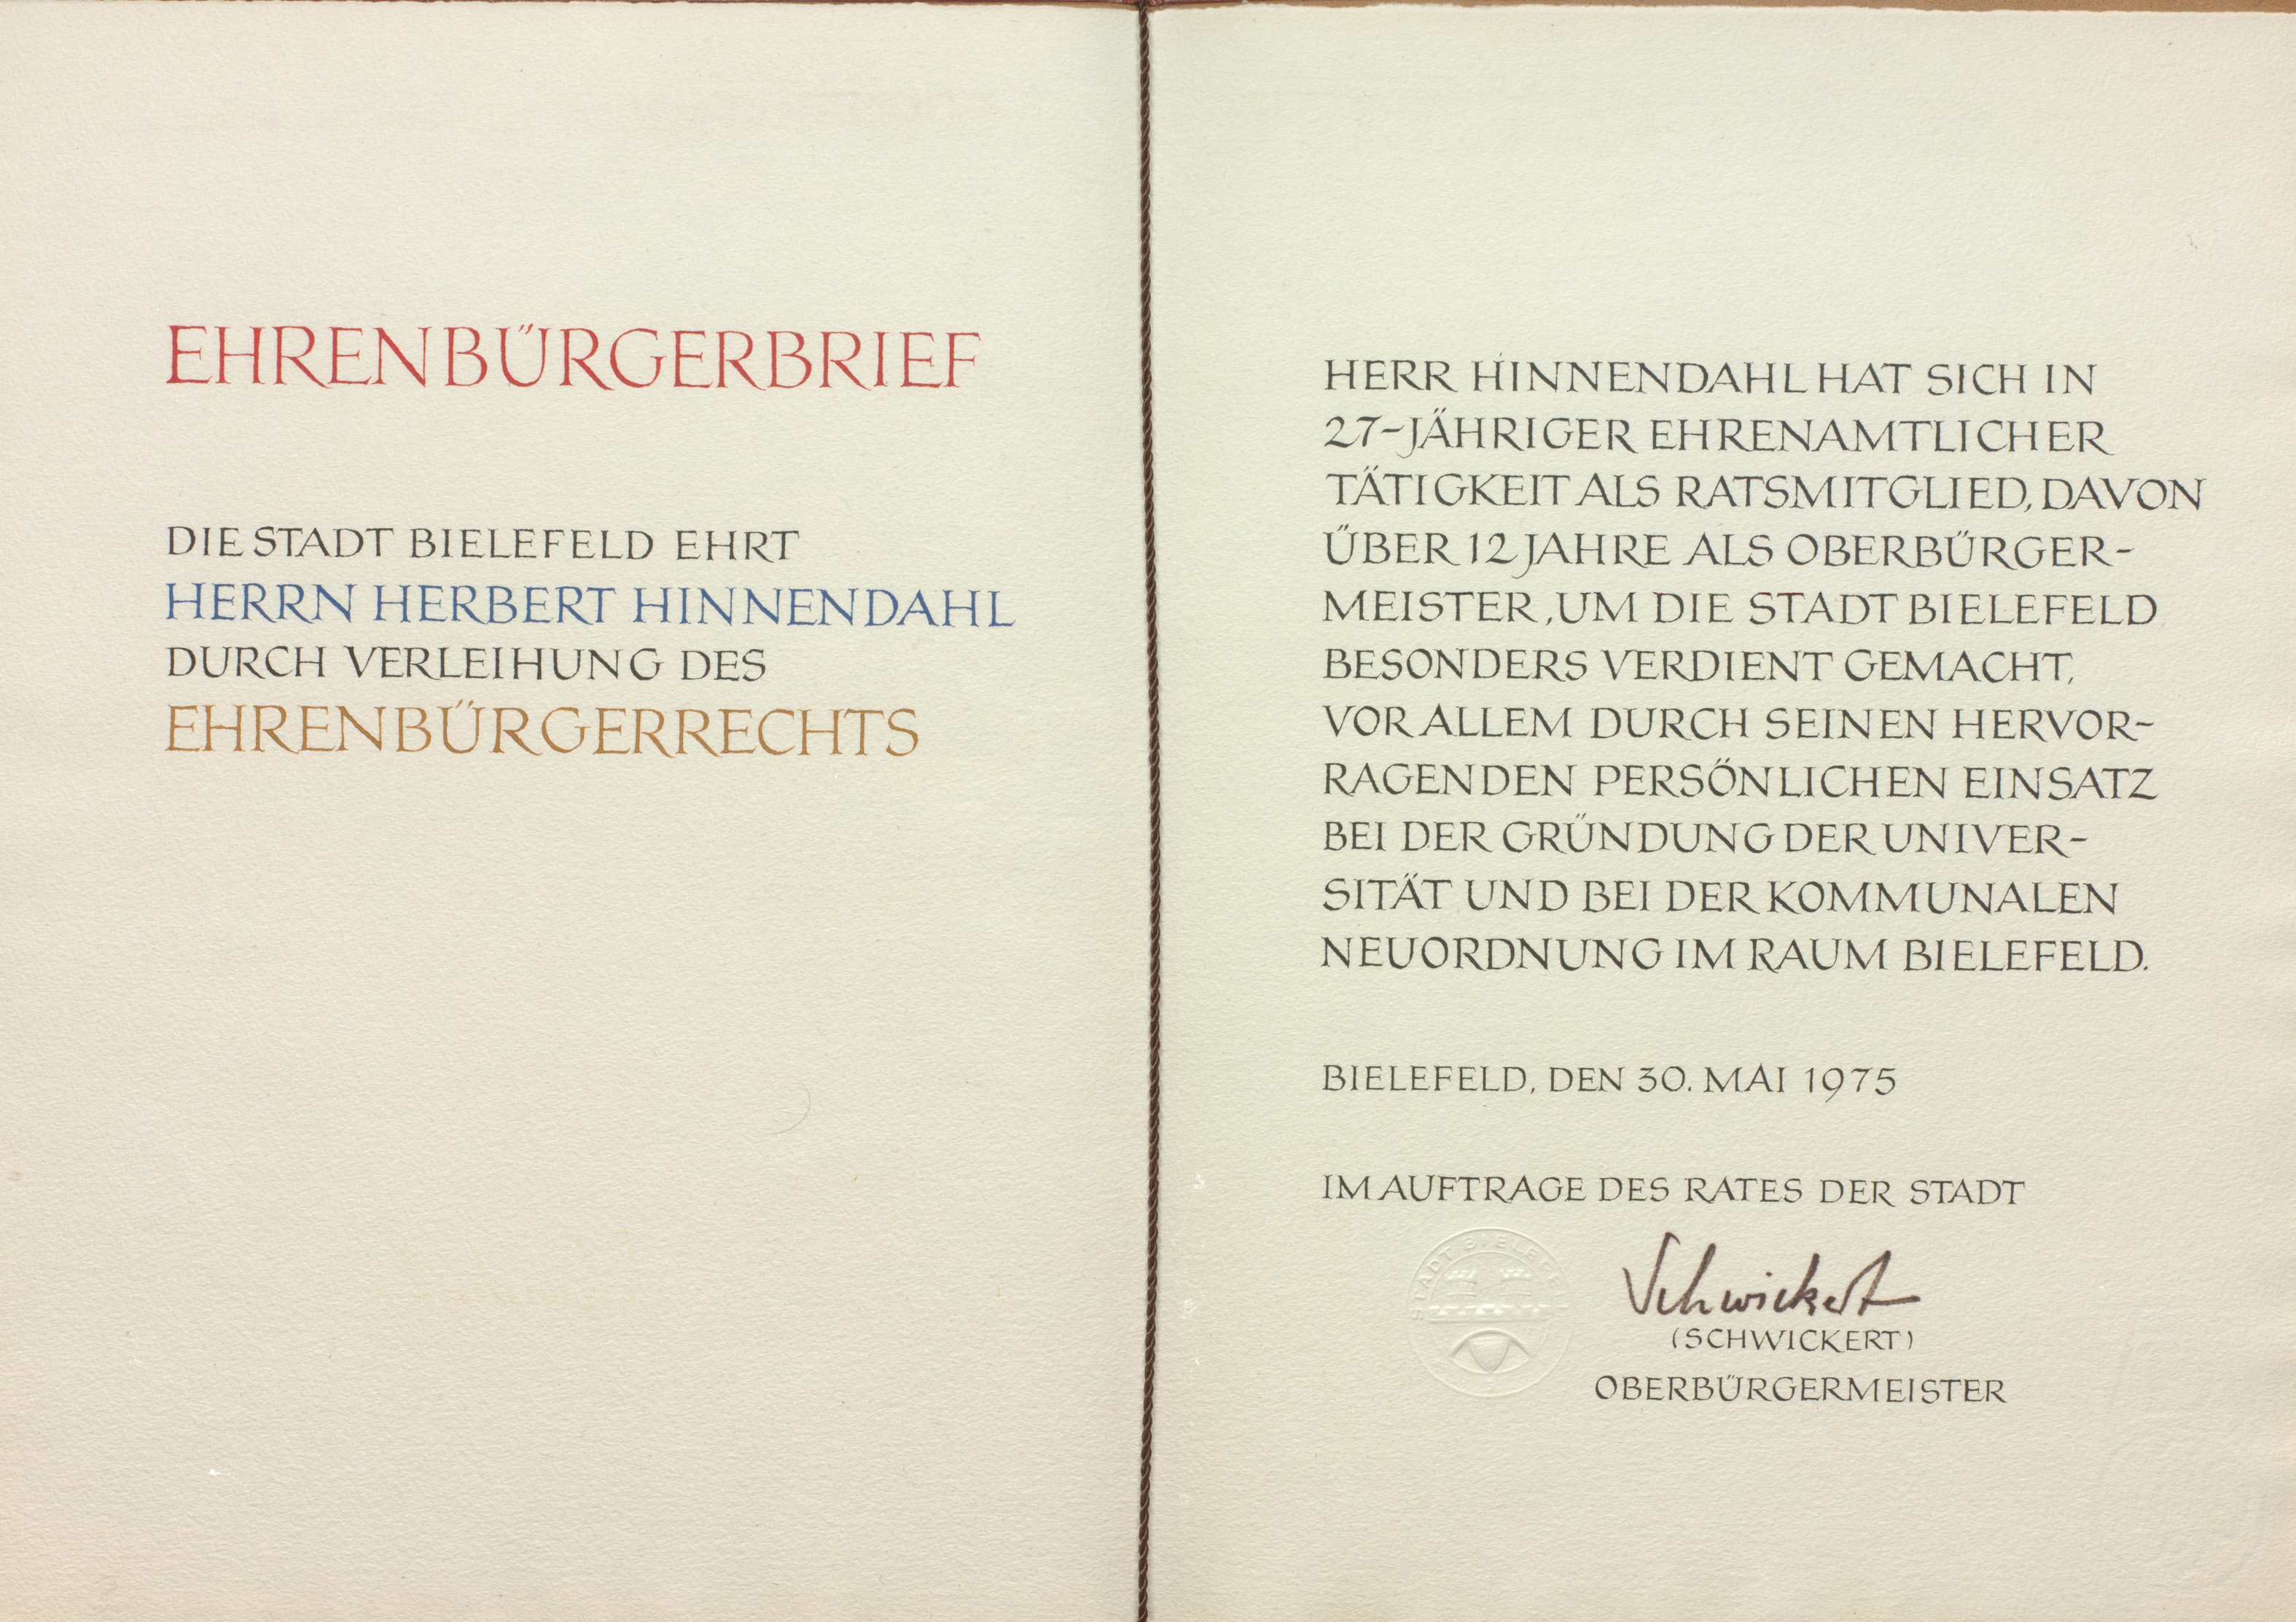 EHRENBÜRGERBRIEF
DIE STADT BIELEFELD EHRT
HERRN HERBERT HINNENDAHL
DURCH VERLEIHUNG DES
EHRENBÜRGERRECHTS
HERR HINNENDAHL HAT SICH IN
27-JÄHRIGER EHRENAMTLICHER
TÄTIGKEIT ALS RATSMITGLIED, DAVON
ÜBER 12 JAHRE ALS OBERBÜRGER-
MEISTER, UM DIE STADT BIELEFELD
BESONDERS VERDIENT GEMACHT,
VOR ALLEM DURCH SEINEN HERVOR-
RAGENDEN PERSÖNLICHEN EINSATZ
BEI DER GRÜNDUNG DER UNIVER-
SITÄT UND BEI DER KOMMUNALEN
NEUORDNUNG IM RAUM BIELEFELD.
BIELEFELD, DEN 30. MAI 1975
IM AUFTRAGE DES RATES DER STADT
STADT BIELEFE
Schwickert
(SCHWICKERT)
OBERBÜRGERMEISTER